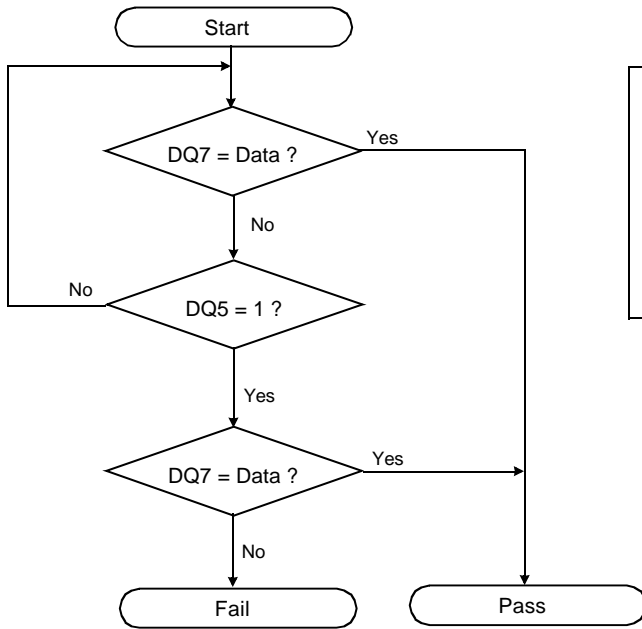 Start
DQ7 = Data ?
Yes
No
DQ5 = 1 ?
No
Yes
DQ7 = Data ?
Yes
No
Fail
Pass